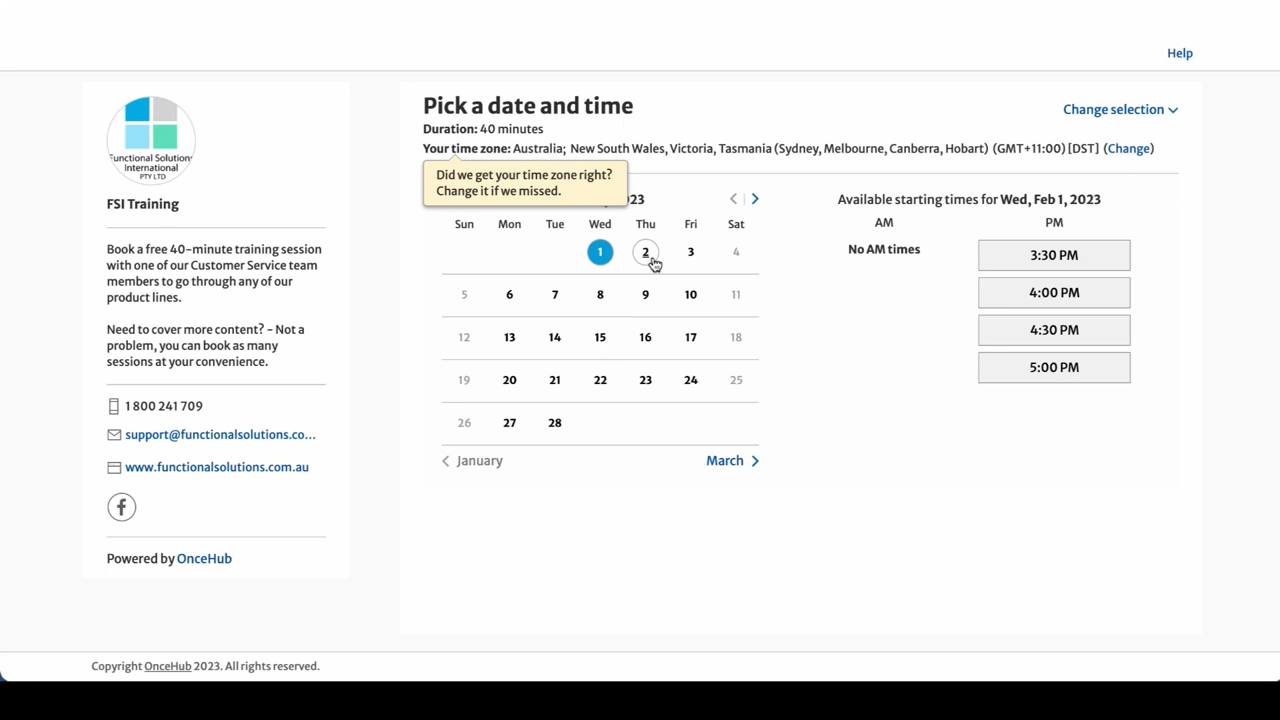 Help
Functional Solutions
International
PTY LTD
FSI Training
Book a free 40-minute training session
with one of our Customer Service team
members to go through any of our
product lines.
Need to cover more content? - Not a
problem, you can book as many
sessions at your convenience.
1 800 241 709
support@functionalsolutions.co...
www.functionalsolutions.com.au
Powered by OnceHub
Pick a date and time
Change selection
Duration: 40 minutes
Your time zone: Australia; New South Wales, Victoria, Tasmania (Sydney, Melbourne, Canberra, Hobart) (GMT+11:00) [DST] (Change)
Did we get your time zone right?
Change it if we missed.
023
Sun Mon Tue Wed Thu Fri Sat
1 2 3 4
5 6 7 8 9 10 11
12 13 14 15 16 17 18
19 20 21 22 23 24 25
26 27 28
January March
Available starting times for Wed, Feb 1, 2023
AM PM
No AM times
3:30 PM
4:00 PM
4:30 PM
5:00 PM
Copyright OnceHub 2023. All rights reserved.